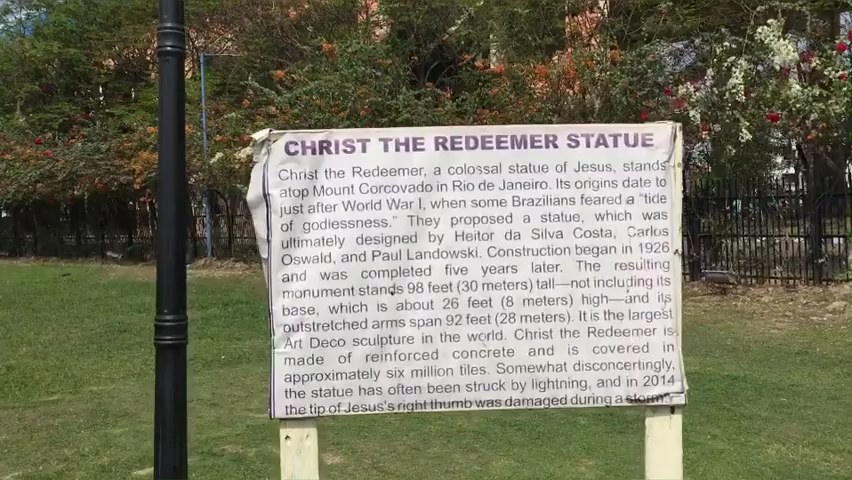 CHRIST THE REDEEMER STATUE
Christ the Redeemer, a colossal statue of Jesus, stands
atop Mount Corcovado in Rio de Janeiro. Its origins date to
just after World War I, when some Brazilians feared a “tide
of godlessness.” They proposed a statue, which was
ultimately designed by Heitor da Silva Costa, Carlos
Oswald, and Paul Landowski. Construction began in 1926
and was completed five years later. The resulting
monument stands 98 feet (30 meters) tall—not including its
base, which is about 26 feet (8 meters) high—and its
outstretched arms span 92 feet (28 meters). It is the largest
Art Deco sculpture in the world. Christ the Redeemer is
made of reinforced concrete and is covered in
approximately six million tiles. Somewhat disconcertingly,
the statue has often been struck by lightning, and in 2014
the tip of Jesus’s right thumb was damaged during a storm.